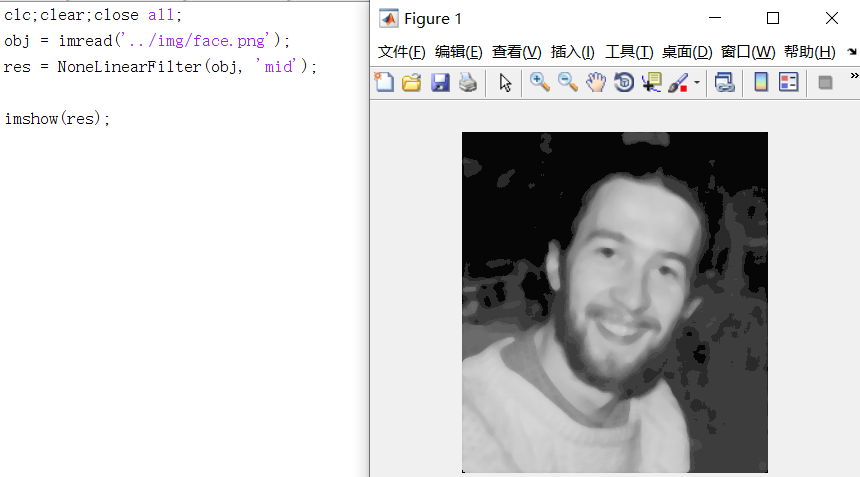 clc;clear;close all;
obj = imread('../img/face.png');
res = NoneLinearFilter(obj, 'mid');
imshow(res);
Figure 1
文件(F) 编辑(E) 查看(V) 插入(I) 工具(T) 桌面(D) 窗口(W) 帮助(H)